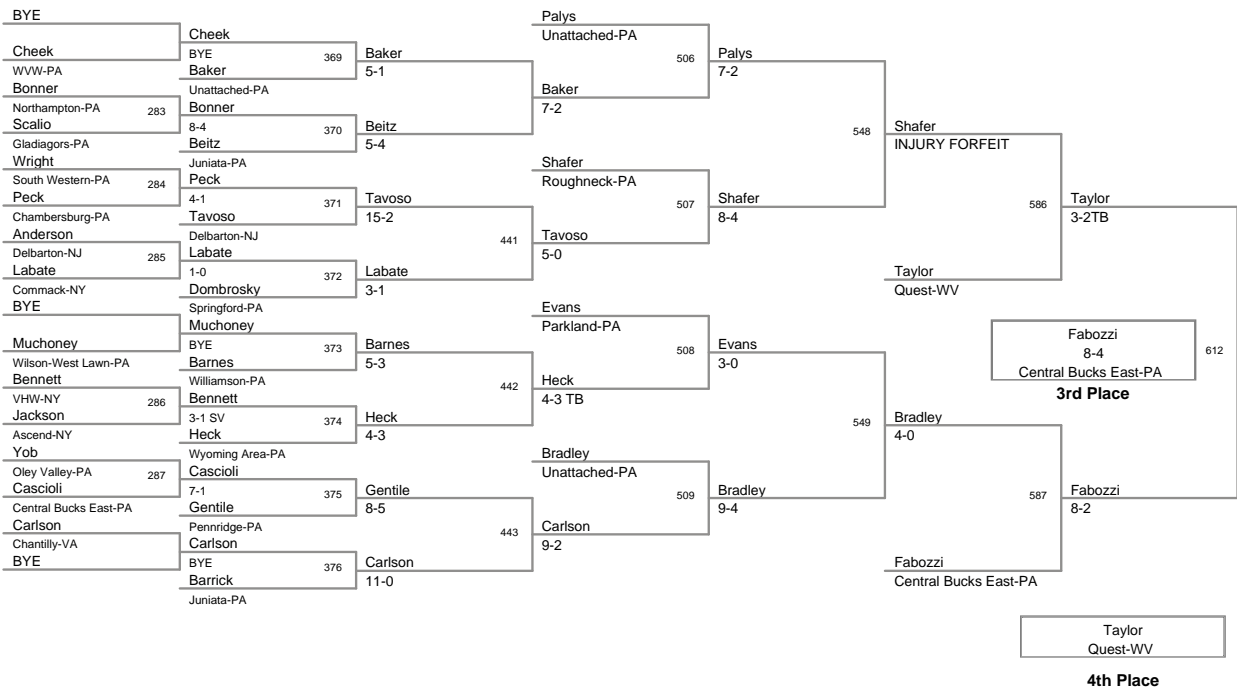 BYE
Cheek
WVW-PA
Bonner
Northampton-PA
283
Scalio
Gladiagors-PA
Wright
South Western-PA
284
Peck
Chambersburg-PA
Anderson
Delbarton-NJ
285
Labate
Commack-NY
BYE
Muchoney
Wilson-West Lawn-PA
Bennett
VHW-NY
286
Jackson
Ascend-NY
Yob
Oley Valley-PA
287
Cascioli
Central Bucks East-PA
Carlson
Chantilly-VA
BYE
Cheek
BYE
369
Baker
Unattached-PA
Bonner
8-4
370
Beitz
Juniata-PA
Peck
4-1
371
Tavoso
Delbarton-NJ
Labate
1-0
372
Dombrosky
Springford-PA
Muchoney
BYE
373
Barnes
Williamson-PA
Bennett
3-1 SV
374
Heck
Wyoming Area-PA
Cascioli
7-1
375
Gentile
Pennridge-PA
Carlson
BYE
376
Barrick
Juniata-PA
Baker
5-1
Beitz
5-4
Tavoso
15-2
441
Labate
3-1
Barnes
5-3
442
Heck
4-3
Gentile
8-5
443
Carlson
11-0
Palys
Unattached-PA
506
Baker
7-2
Shafer
Roughneck-PA
507
Tavoso
5-0
Evans
Parkland-PA
508
Heck
4-3 TB
Bradley
Unattached-PA
509
Carlson
9-2
Palys
7-2
548
Shafer
8-4
Evans
3-0
549
Bradley
9-4
Shafer
INJURY FORFEIT
586
Taylor
Quest-WV
Bradley
4-0
587
Fabozzi
Central Bucks East-PA
Taylor
3-2TB
Fabozzi
8-4
Central Bucks East-PA
612
3rd Place
Fabozzi
8-2
Taylor
Quest-WV
4th Place